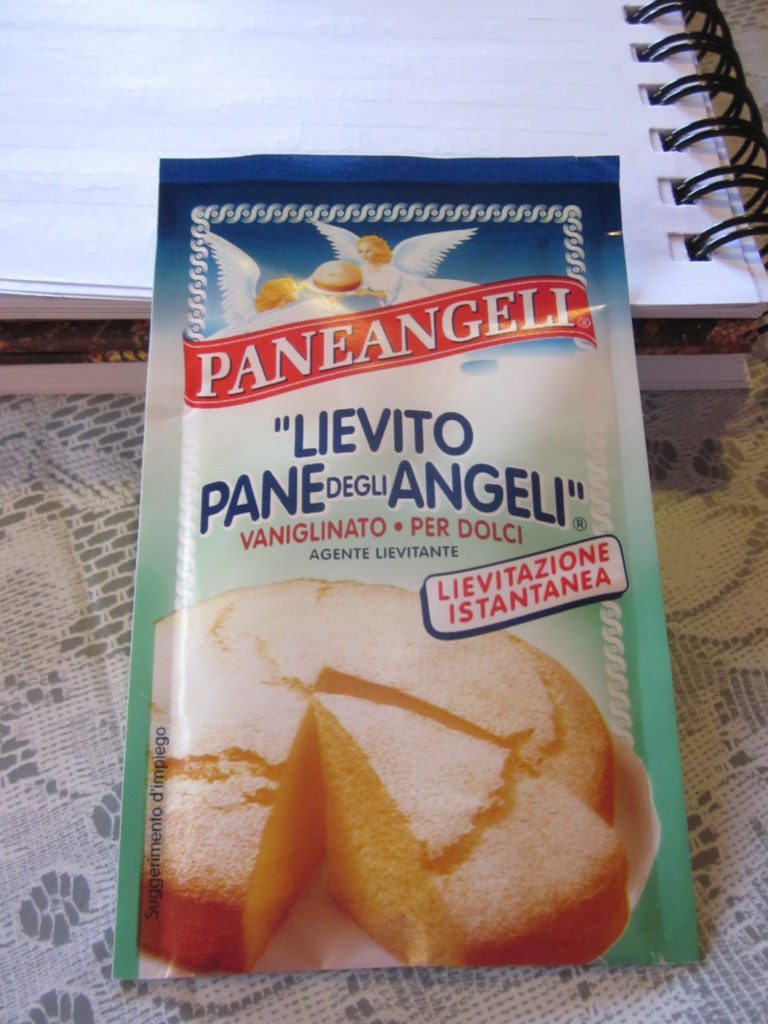 PANEANGELI®
"LIEVITO
PANE DEGLI ANGELI"®
VANIGLINATO • PER DOLCI
AGENTE LIEVITANTE
LIEVITAZIONE
ISTANTANEA
Suggerimento d'impiego